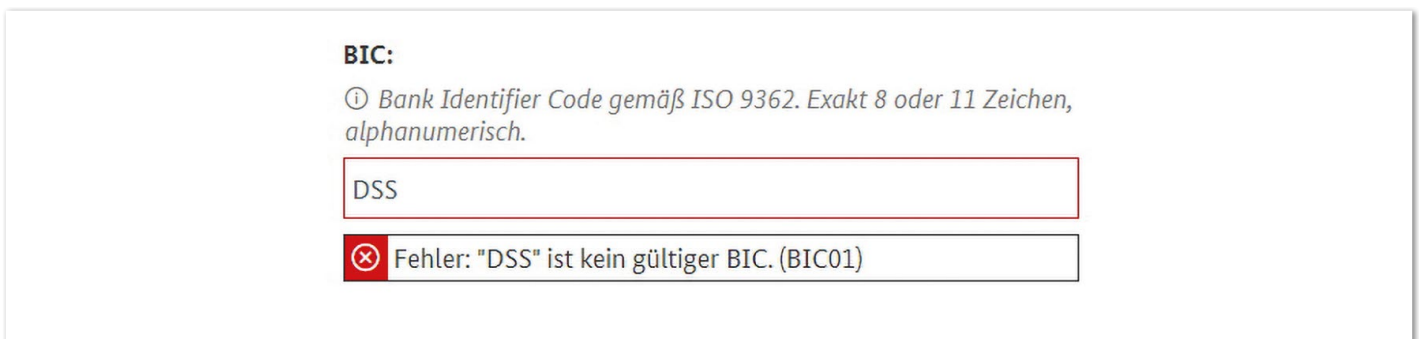 BIC:
Bank Identifier Code gemäß ISO 9362. Exakt 8 oder 11 Zeichen,
alphanumerisch.
DSS
Fehler: "DSS" ist kein gültiger BIC. (BIC01)